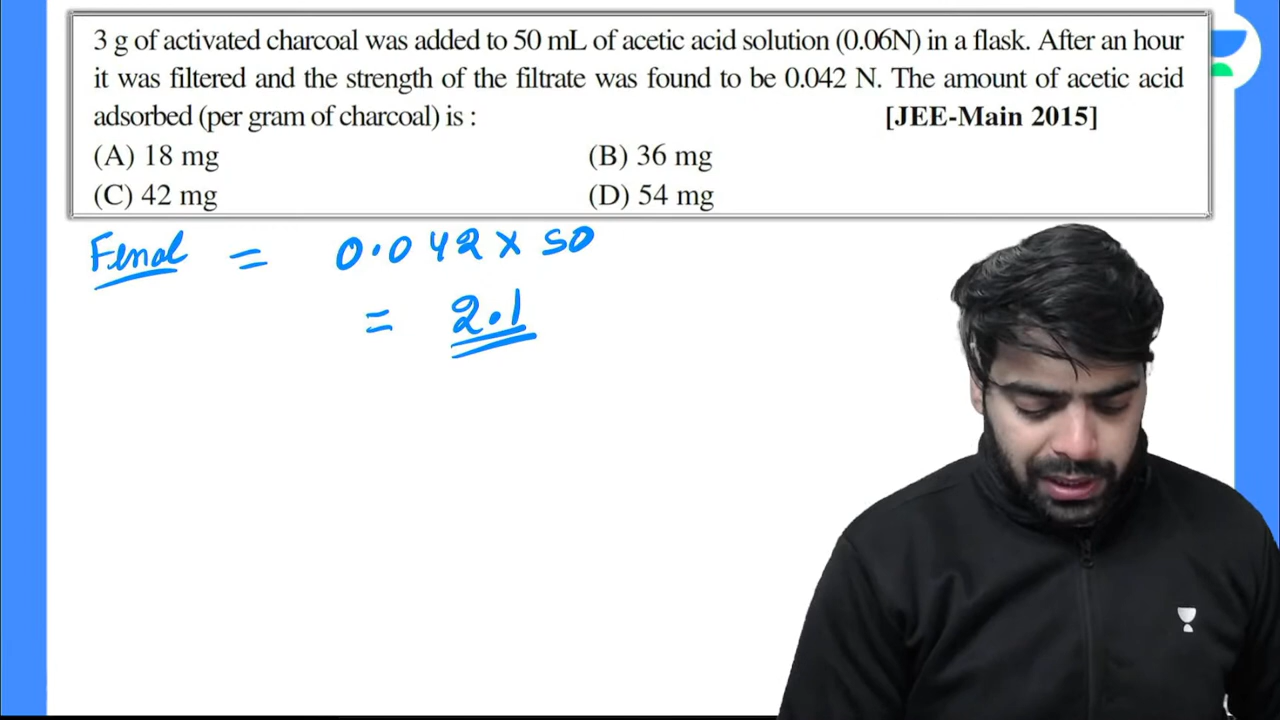 3 g of activated charcoal was added to 50 mL of acetic acid solution (0.06N) in a flask. After an hour
it was filtered and the strength of the filtrate was found to be 0.042 N. The amount of acetic acid
adsorbed (per gram of charcoal) is : [JEE-Main 2015]
(A) 18 mg (B) 36 mg
(C) 42 mg (D) 54 mg
Fenal = 0.042 x 50
= 2.1